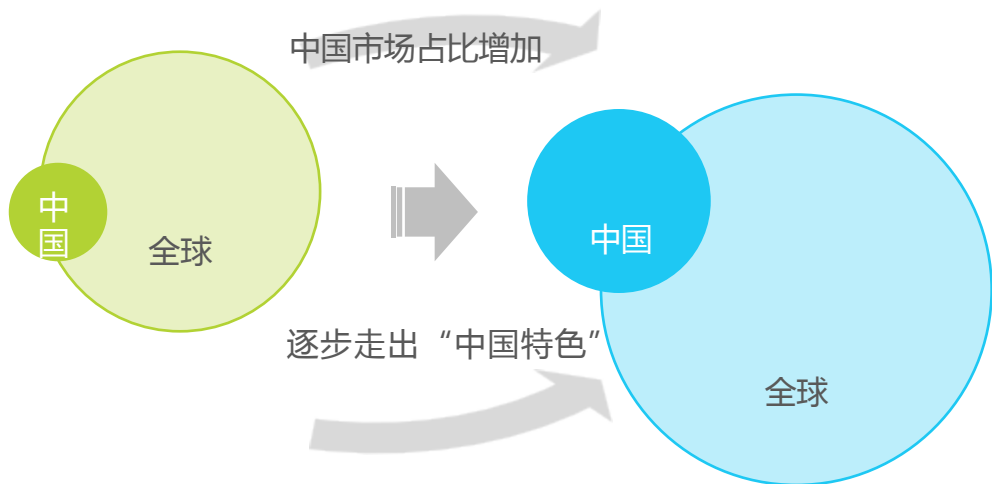 中国市场占比增加
中
国
全球
中国
逐步走出“中国特色”
全球